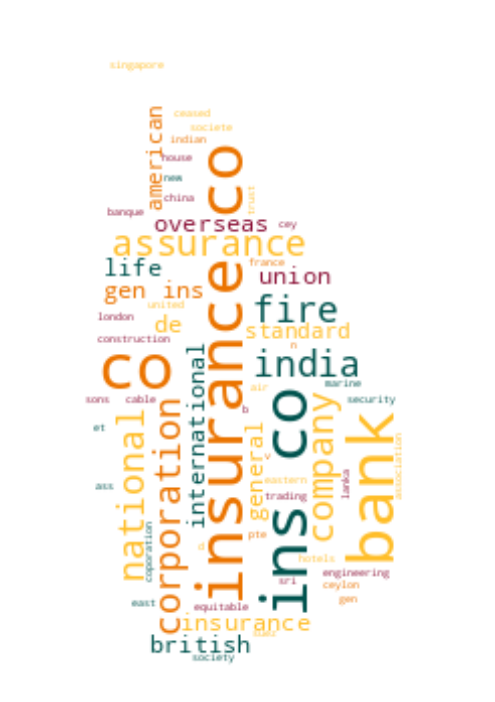 singapore
american
ceased
societe
indian
house
co
new
china
trust
banque
overseas
cey
assurance
life
france
union
gen ins
insurance co
united
fire
london
de
standard
construction
n
co
international
india
air
marine
sons
cable
national
corporation
b
ins co
company
security
bank
et
general
v
association
ass
eastern
trading
lanka
coporation
pte
hotels
engineering
sri
ceylon
east
equitable
gen
insurance
british
society